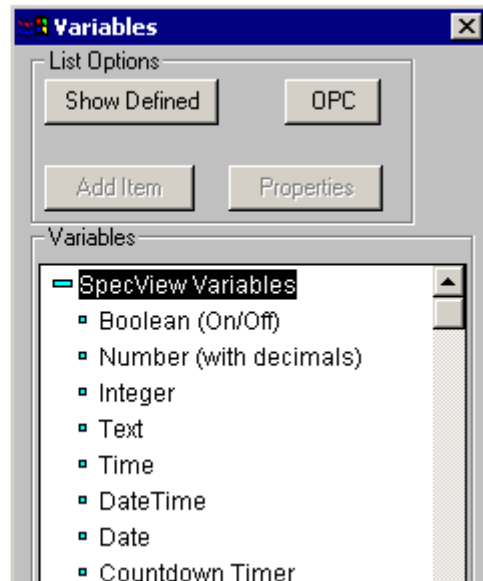 Variables
List Options
Show Defined
OPC
Add Item
Properties
Variables
SpecView Variables
Boolean (On/Off)
Number (with decimals)
Integer
Text
Time
DateTime
Date
Countdown Timer